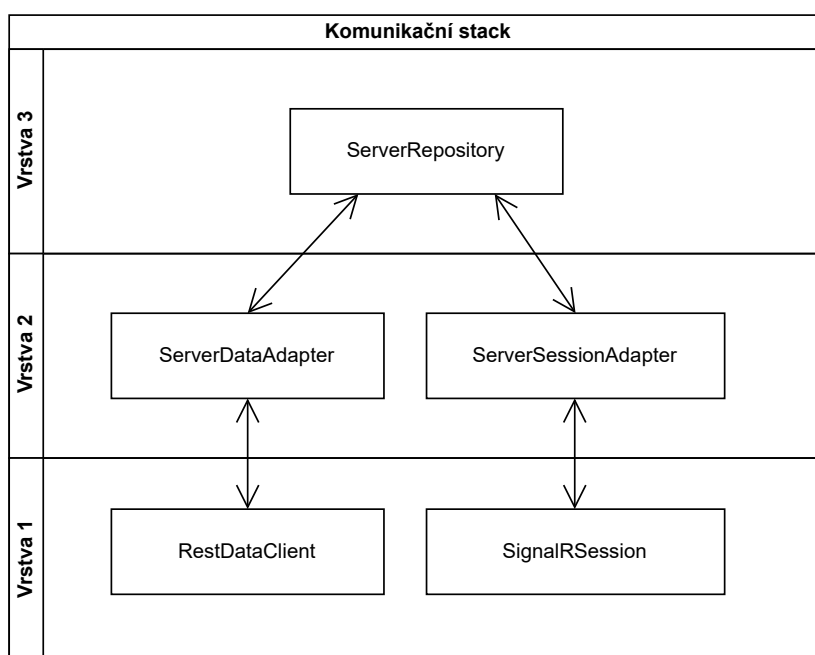 Komunikační stack
Vrstva 3
ServerRepository
Vrstva 2
ServerDataAdapter
ServerSessionAdapter
Vrstva 1
RestDataClient
SignalRSession